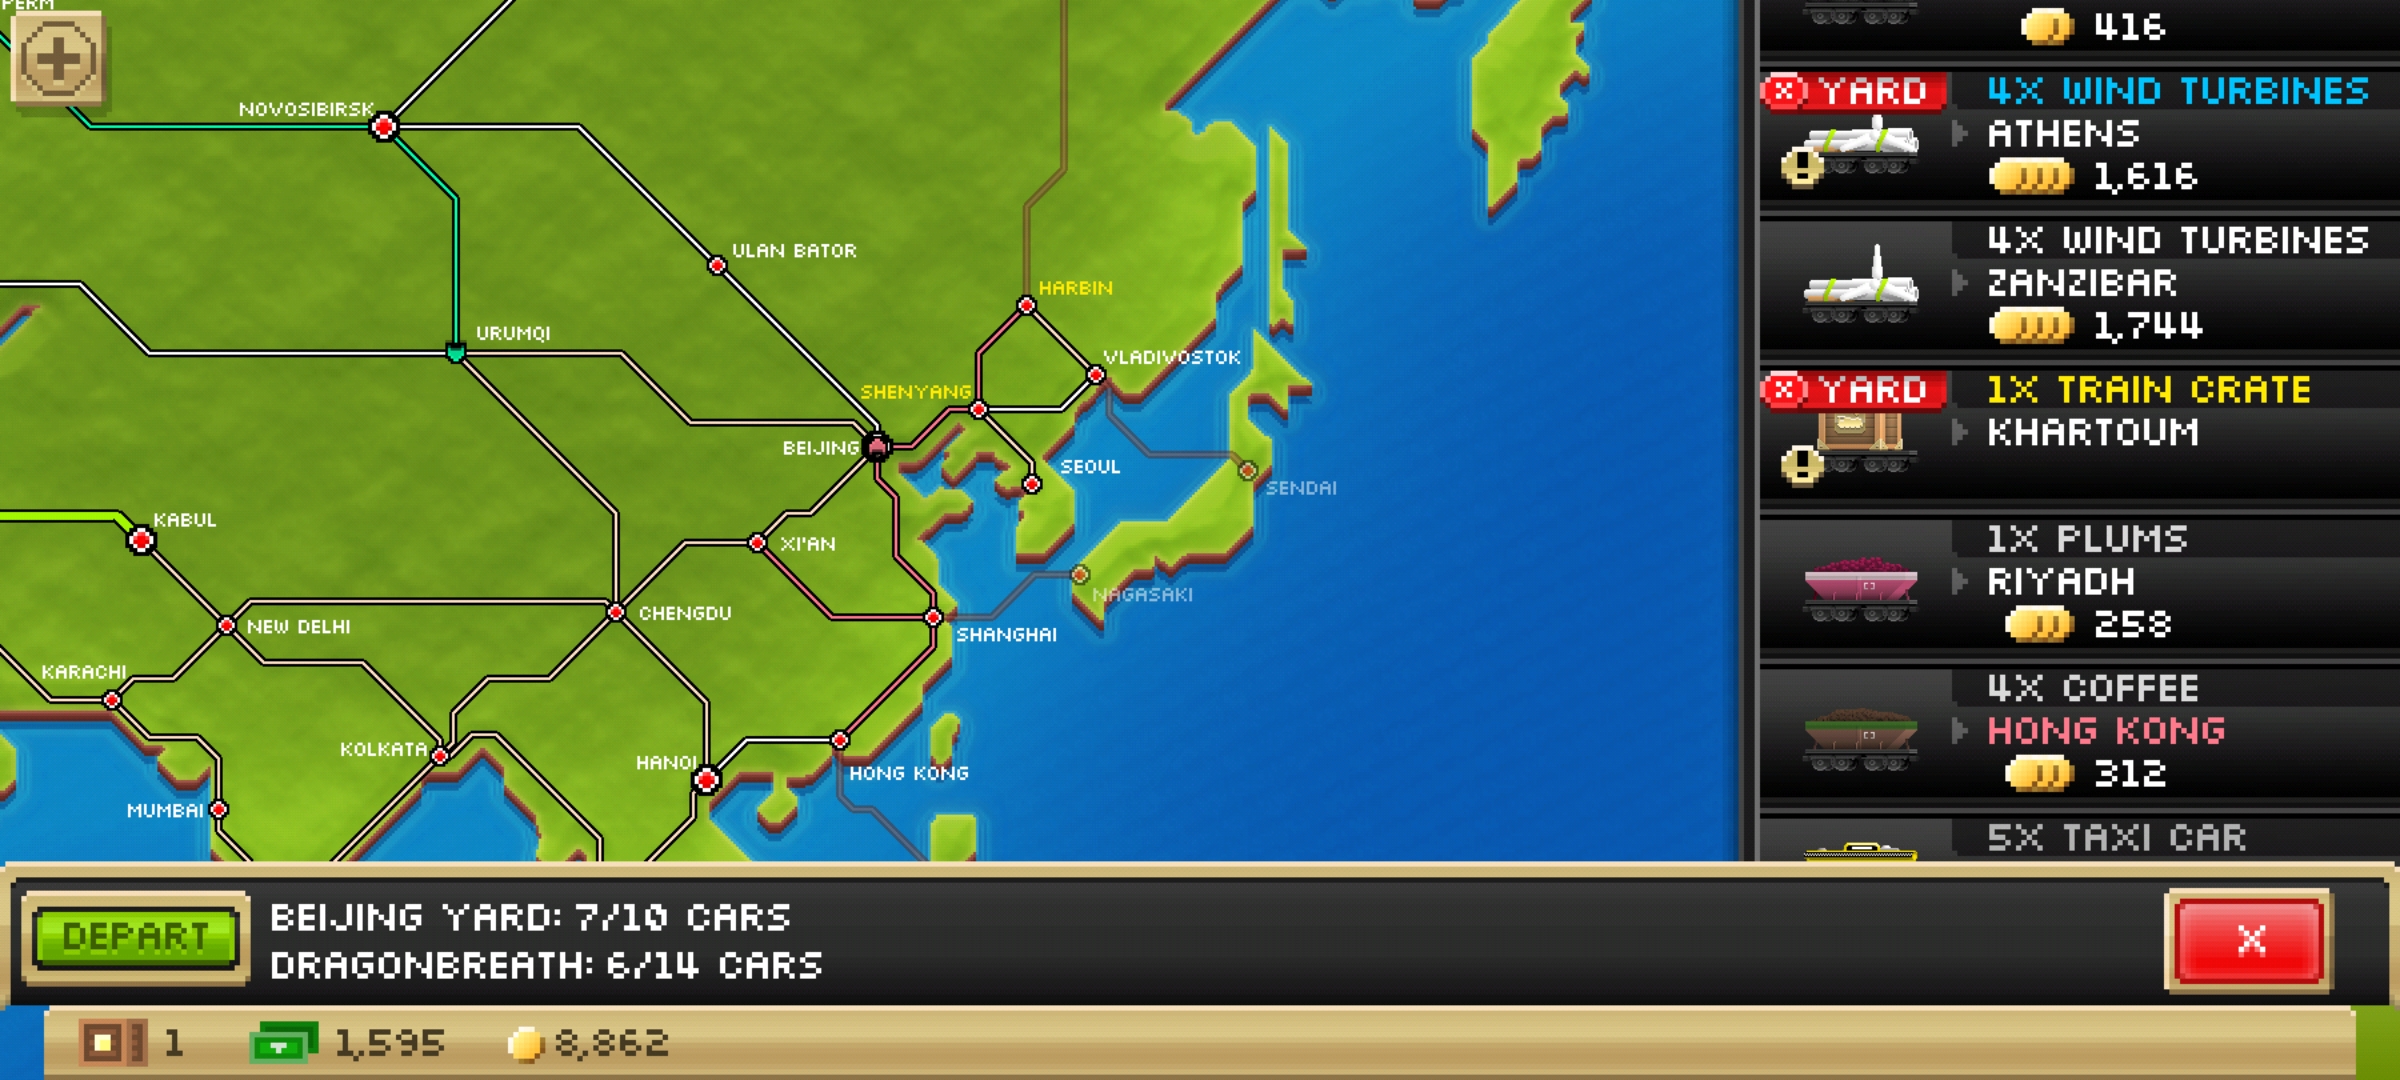 PERM
NOVOSIBIRSK
ULAN BATOR
HARBIN
URUMQI
VLADIVOSTOK
SHENYANG
BEIJING
SEOUL
SENDAI
KABUL
XI'AN
NAGASAKI
CHENGDU
NEW DELHI
SHANGHAI
KARACHI
KOLKATA
HANOI
HONG KONG
MUMBAI
416
YARD
4X WIND TURBINES
ATHENS
1,616
4X WIND TURBINES
ZANZIBAR
1,744
YARD
1X TRAIN CRATE
KHARTOUM
1X PLUMS
RIYADH
258
4X COFFEE
HONG KONG
312
5X TAXI CAR
DEPART
BEIJING YARD: 7/10 CARS
DRAGONBREATH: 6/14 CARS
X
1
1,595
8,862